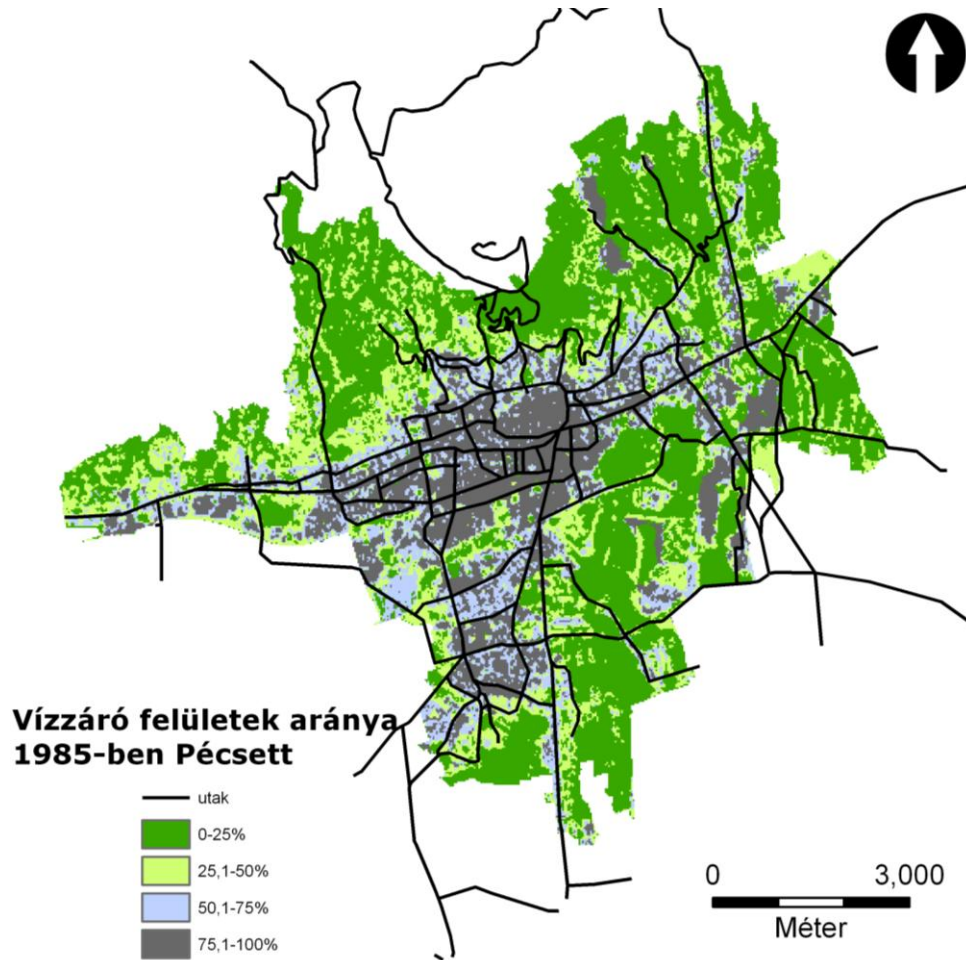 Vízzáró felületek aránya
1985-ben Pécsett
utak
0-25%
25,1-50%
50,1-75%
75,1-100%
0 3,000
Méter